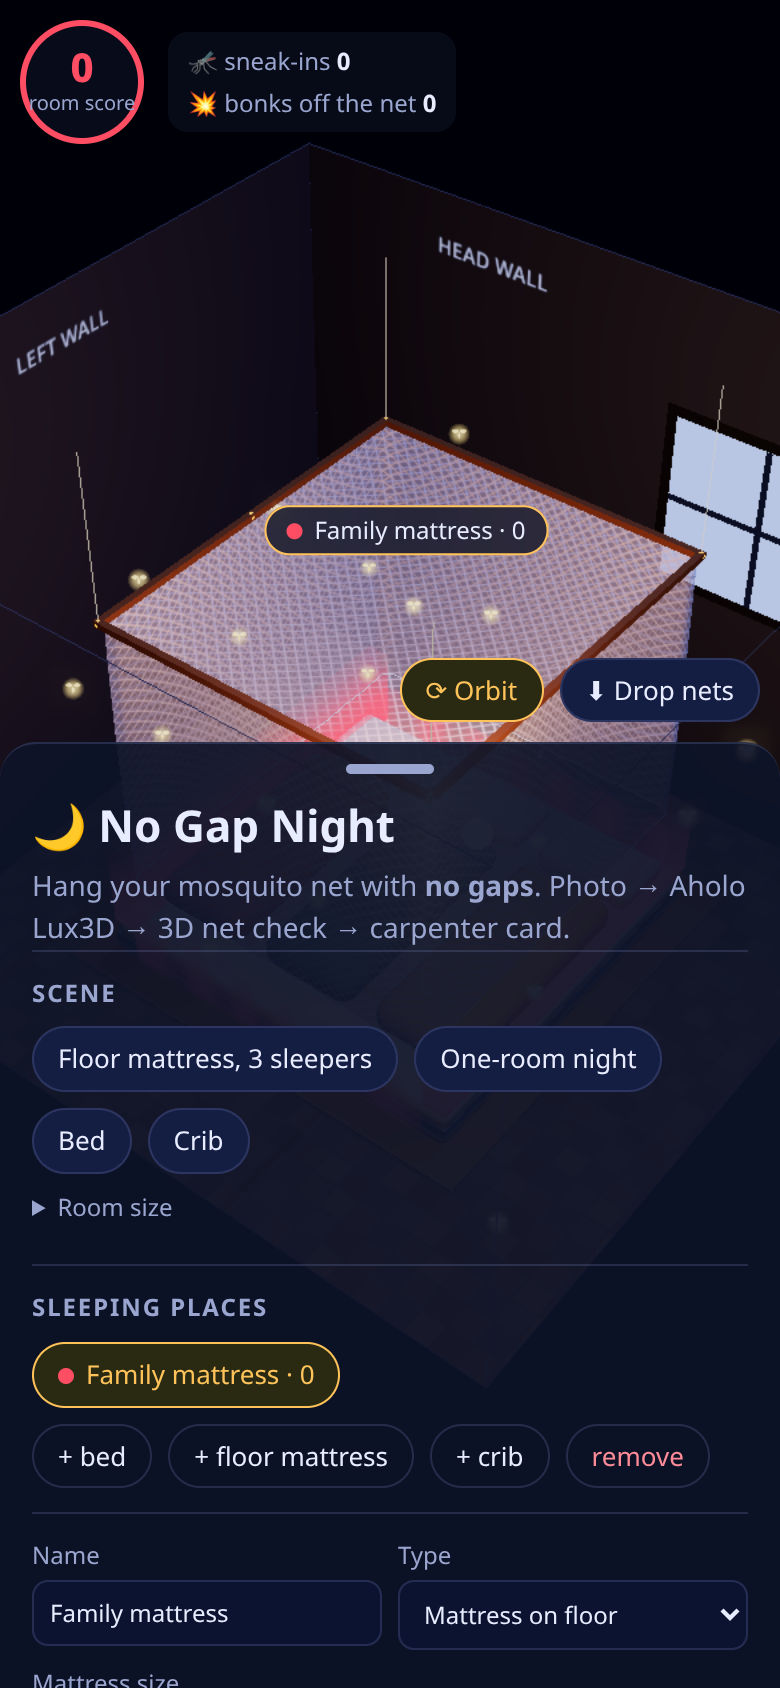 0
room score
🦟 sneak-ins 0
💥 bonks off the net 0
HEAD WALL
LEFT WALL
Family mattress · 0
⟳ Orbit
⬇ Drop nets
🌙 No Gap Night
Hang your mosquito net with no gaps. Photo → Aholo
Lux3D → 3D net check → carpenter card.
SCENE
Floor mattress, 3 sleepers
One-room night
Bed
Crib
▶ Room size
SLEEPING PLACES
Family mattress · 0
+ bed
+ floor mattress
+ crib
remove
Name
Type
Family mattress
Mattress on floor
Mattress size